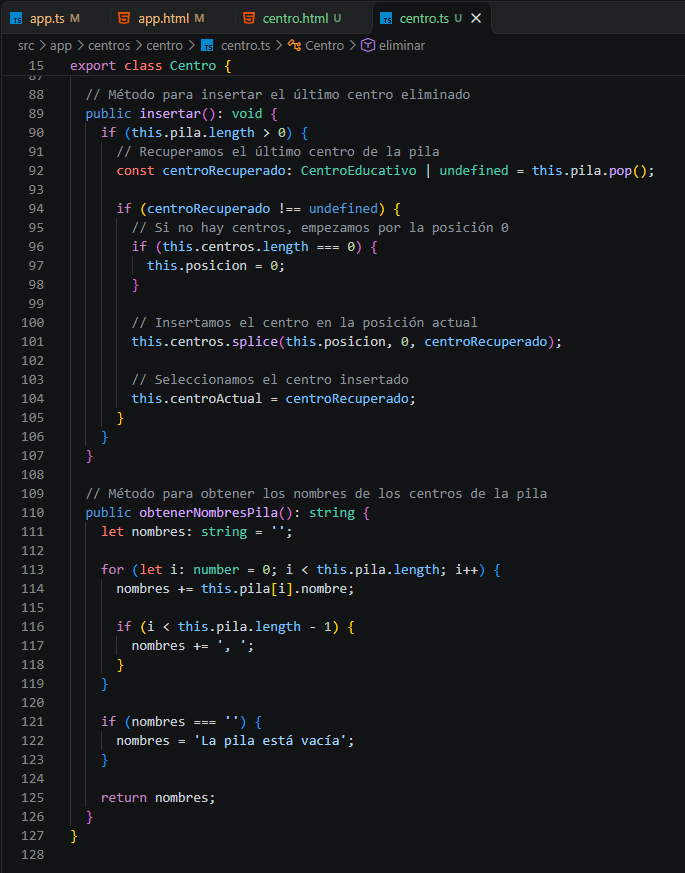 app.ts M app.html M centro.html U centro.ts U
src > app > centros > centro > centro.ts > Centro > eliminar
15 export class Centro {
87
88 // Método para insertar el último centro eliminado
89 public insertar(): void {
90 if (this.pila.length > 0) {
91 // Recuperamos el último centro de la pila
92 const centroRecuperado: CentroEducativo | undefined = this.pila.pop();
93
94 if (centroRecuperado !== undefined) {
95 // Si no hay centros, empezamos por la posición 0
96 if (this.centros.length === 0) {
97 this.posicion = 0;
98 }
99
100 // Insertamos el centro en la posición actual
101 this.centros.splice(this.posicion, 0, centroRecuperado);
102
103 // Seleccionamos el centro insertado
104 this.centroActual = centroRecuperado;
105 }
106 }
107 }
108
109 // Método para obtener los nombres de los centros de la pila
110 public obtenerNombresPila(): string {
111 let nombres: string = '';
112
113 for (let i: number = 0; i < this.pila.length; i++) {
114 nombres += this.pila[i].nombre;
115
116 if (i < this.pila.length - 1) {
117 nombres += ', ';
118 }
119 }
120
121 if (nombres === '') {
122 nombres = 'La pila está vacía';
123 }
124
125 return nombres;
126 }
127 }
128